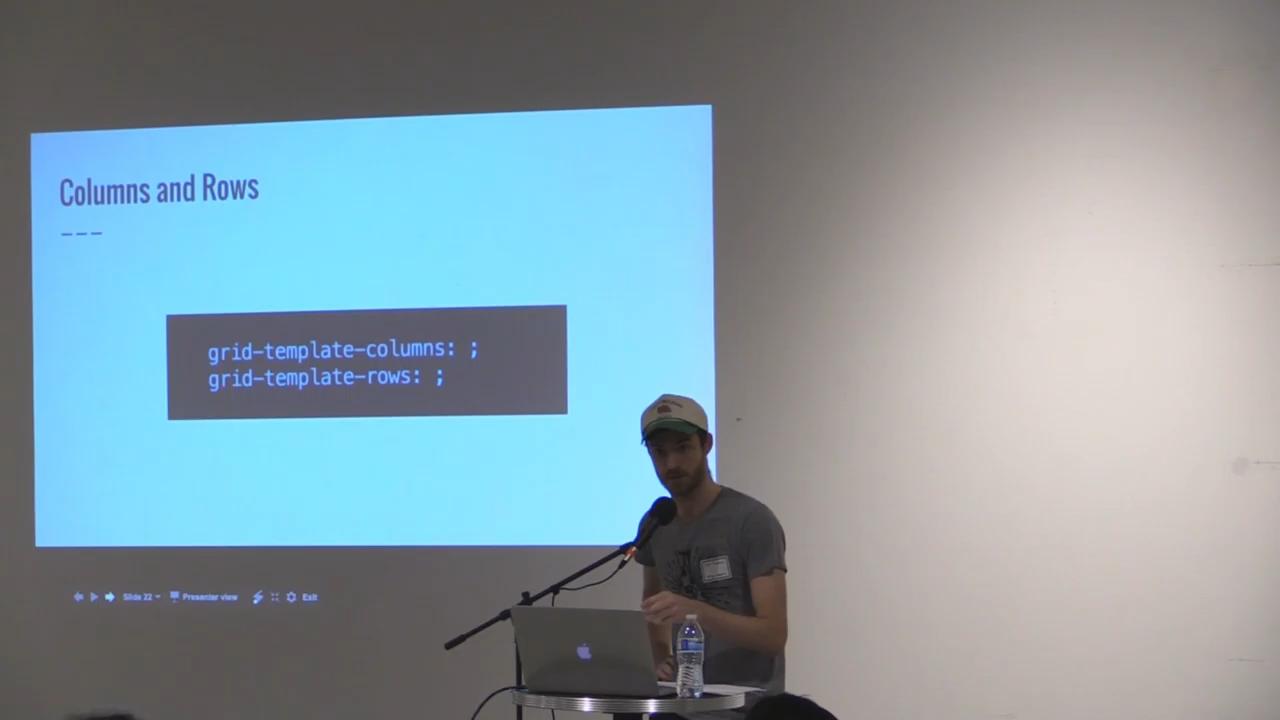 Columns and Rows
grid-template-columns: ;
grid-template-rows: ;
Slide 22 Presenter view Exit